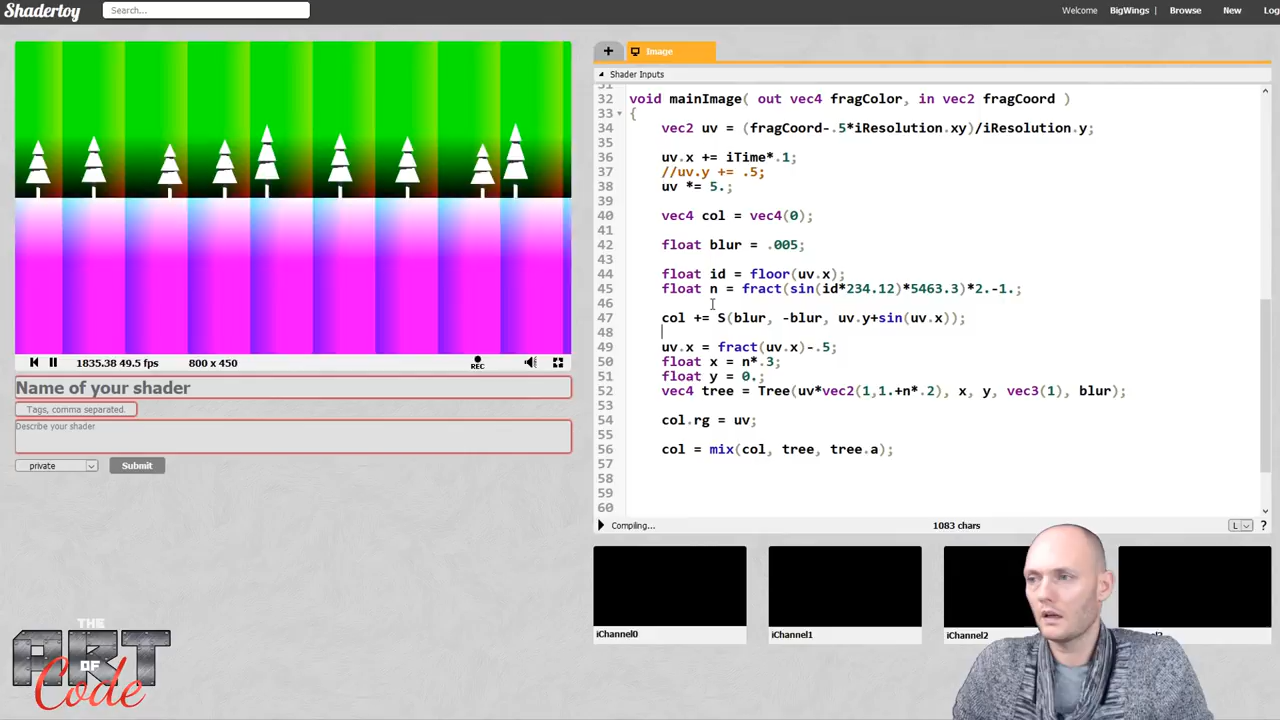 Shadertoy
Search...
Welcome BigWings | Browse New Log
+ Image
Shader Inputs
31
32 void mainImage( out vec4 fragColor, in vec2 fragCoord )
33 {
34 vec2 uv = (fragCoord-.5*iResolution.xy)/iResolution.y;
35
36 uv.x += iTime*.1;
37 //uv.y += .5;
38 uv *= 5.;
39
40 vec4 col = vec4(0);
41
42 float blur = .005;
43
44 float id = floor(uv.x);
45 float n = fract(sin(id*234.12)*5463.3)*2.-1.;
46
47 col += S(blur, -blur, uv.y+sin(uv.x));
48
49 uv.x = fract(uv.x)-.5;
50 float x = n*.3;
51 float y = 0.;
52 vec4 tree = Tree(uv*vec2(1,1.+n*.2), x, y, vec3(1), blur);
53
54 col.rg = uv;
55
56 col = mix(col, tree, tree.a);
57
58
59
60
Compiling...
1083 chars
L
?
1835.38 49.5 fps
800 x 450
REC
Name of your shader
Tags, comma separated.
Describe your shader
private
Submit
iChannel0
iChannel1
iChannel2
THE
ART
OF
Code